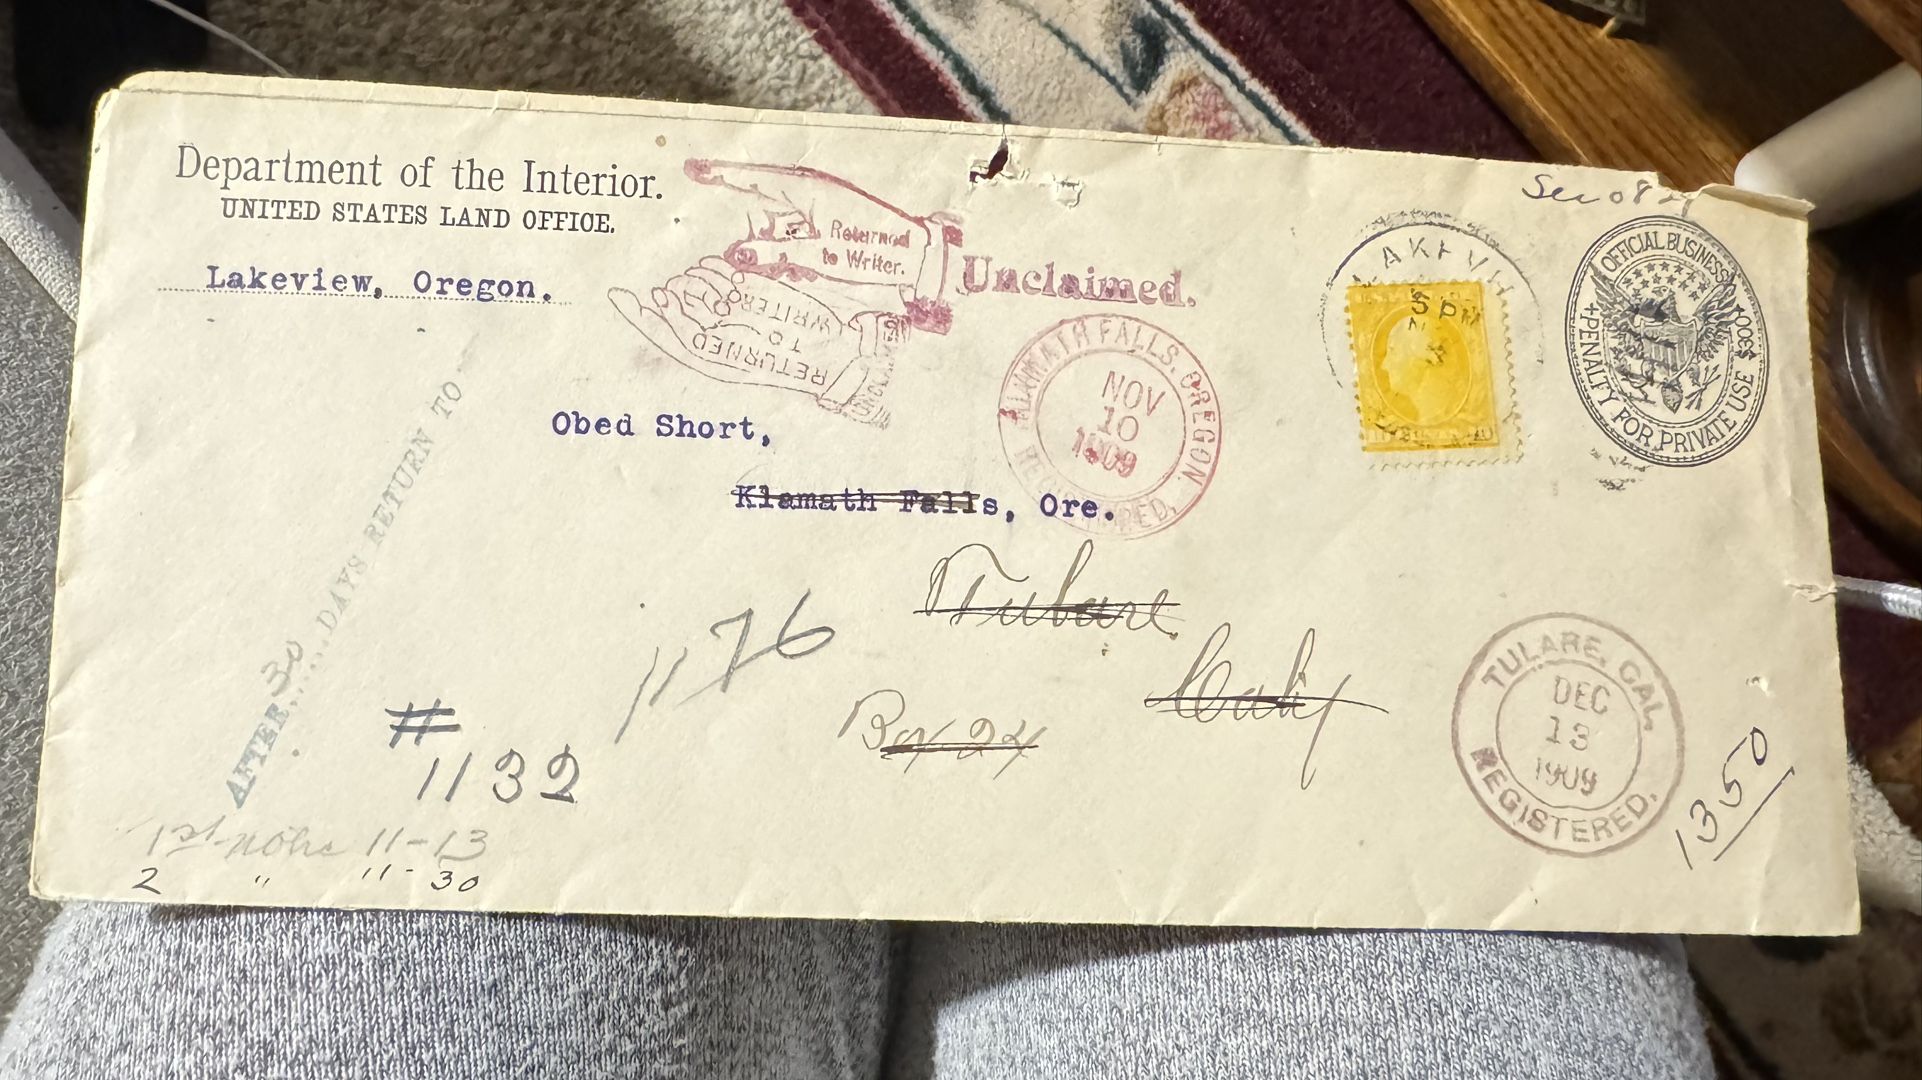 Department of the Interior.
UNITED STATES LAND OFFICE.
Lakeview, Oregon.
Returned
to Writer.
Unclaimed.
RETURNED
TO
WRITER
LAKEVIE
5 PM
OFFICIAL BUSINESS
PENALTY FOR PRIVATE USE $300
KLAMATH FALLS. OREGON.
NOV
10
1909
REGISTERED.
Obed Short,
Klamath Falls, Ore.
Tulare
Calif
Box 24
1176
AFTER 30 DAYS RETURN TO
#
1132
1st notice 11-13
2 " 11-30
TULARE, CAL.
DEC
13
1909
REGISTERED.
1350